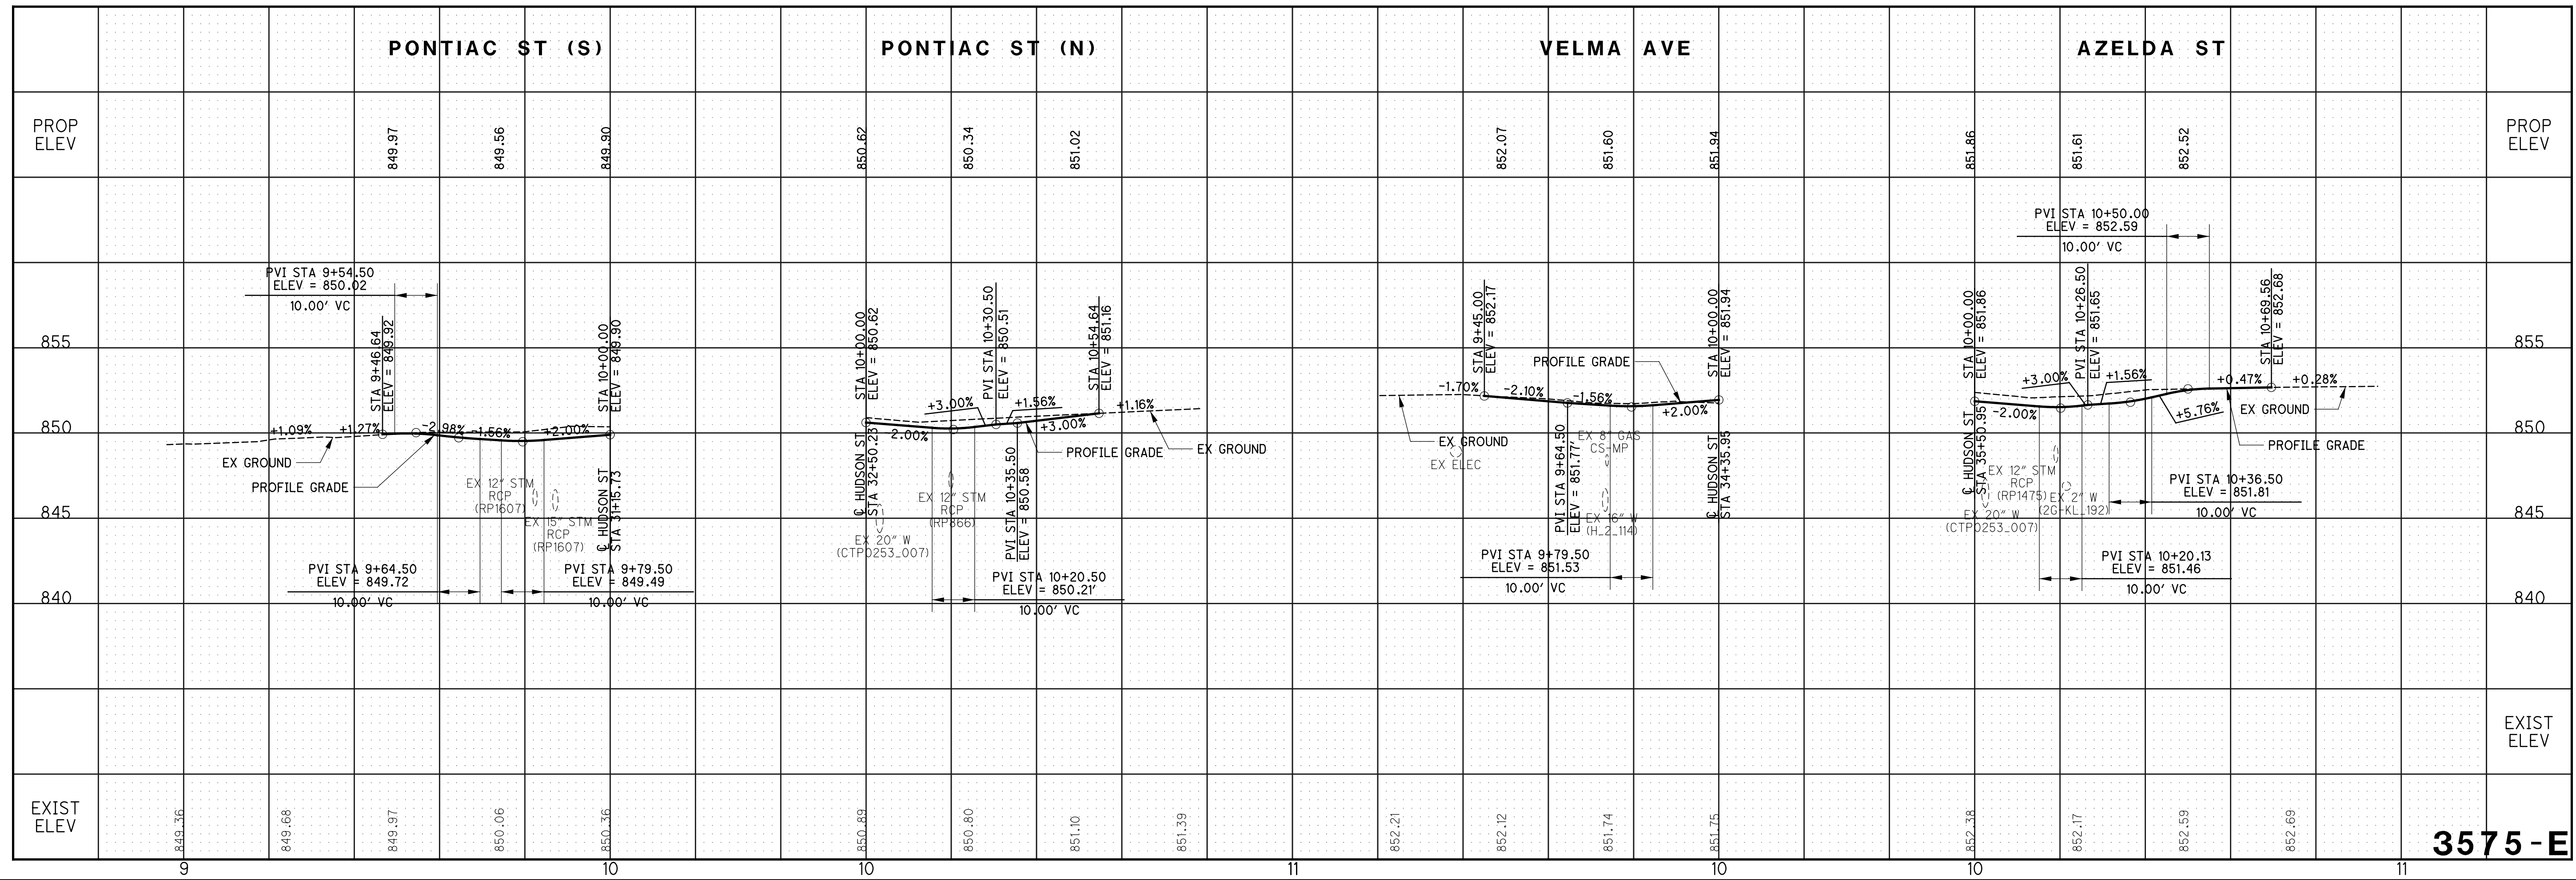 PONTIAC ST (S)
PONTIAC ST (N)
VELMA AVE
AZELDA ST
PROP
ELEV
849.97
849.56
849.90
850.62
850.34
851.02
852.07
851.60
851.94
851.86
851.61
852.52
PROP
ELEV
PVI STA 9+54.50
ELEV = 850.02
10.00' VC
STA 9+46.64
ELEV = 849.92
STA 10+00.00
ELEV = 849.90
+1.09%
+1.27%
-2.98%
-1.56%
+2.00%
EX GROUND
PROFILE GRADE
EX 12" STM
RCP
(RP1607)
EX 15" STM
RCP
(RP1607)
℄ HUDSON ST
STA 31+15.73
PVI STA 9+64.50
ELEV = 849.72
10.00' VC
PVI STA 9+79.50
ELEV = 849.49
10.00' VC
STA 10+00.00
ELEV = 850.62
PVI STA 10+30.50
ELEV = 850.51
STA 10+54.64
ELEV = 851.16
+3.00%
+1.56%
+1.16%
2.00%
+3.00%
PROFILE GRADE
EX GROUND
℄ HUDSON ST
STA 32+50.23
EX 12" STM
RCP
(RP866)
EX 20" W
(CTP0253_007)
PVI STA 10+35.50
ELEV = 850.58
PVI STA 10+20.50
ELEV = 850.21'
10.00' VC
STA 9+45.00
ELEV = 852.17
STA 10+00.00
ELEV = 851.94
PROFILE GRADE
-1.70%
-2.10%
-1.56%
+2.00%
EX GROUND
EX ELEC
EX 8" GAS
CS-MP
EX 16" W
(H_2_114)
PVI STA 9+64.50
ELEV = 851.77'
℄ HUDSON ST
STA 34+35.95
PVI STA 9+79.50
ELEV = 851.53
10.00' VC
PVI STA 10+50.00
ELEV = 852.59
10.00' VC
STA 10+00.00
ELEV = 851.86
PVI STA 10+26.50
ELEV = 851.65
STA 10+69.56
ELEV = 852.68
+3.00%
+1.56%
+0.47%
+0.28%
-2.00%
+5.76%
EX GROUND
PROFILE GRADE
℄ HUDSON ST
STA 35+50.95
EX 12" STM
RCP
(RP1475)
EX 2" W
(2G-KL_192)
EX 20" W
(CTP0253_007)
PVI STA 10+36.50
ELEV = 851.81
10.00' VC
PVI STA 10+20.13
ELEV = 851.46
10.00' VC
855
850
845
840
855
850
845
840
EXIST
ELEV
EXIST
ELEV
849.36
849.68
849.97
850.06
850.36
850.89
850.80
851.10
851.39
852.21
852.12
851.74
851.75
852.38
852.17
852.59
852.69
3575-E
9
10
10
11
10
10
11